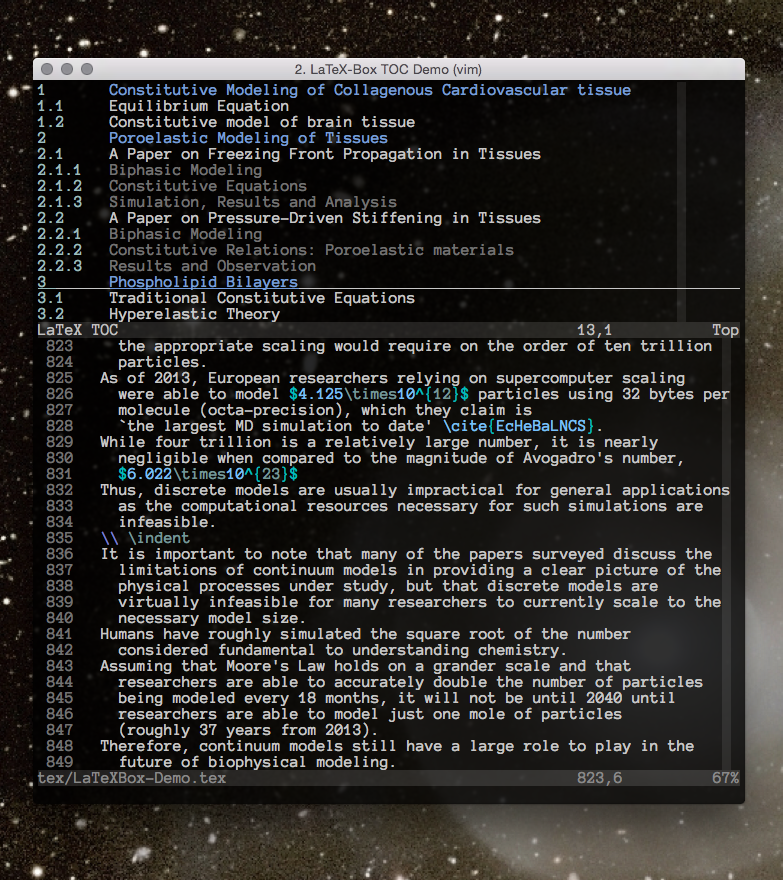 2. LaTeX-Box TOC Demo (vim)
1 Constitutive Modeling of Collagenous Cardiovascular tissue
1.1 Equilibrium Equation
1.2 Constitutive model of brain tissue
2 Poroelastic Modeling of Tissues
2.1 A Paper on Freezing Front Propagation in Tissues
2.1.1 Biphasic Modeling
2.1.2 Constitutive Equations
2.1.3 Simulation, Results and Analysis
2.2 A Paper on Pressure-Driven Stiffening in Tissues
2.2.1 Biphasic Modeling
2.2.2 Constitutive Relations: Poroelastic materials
2.2.3 Results and Observation
3 Phospholipid Bilayers
3.1 Traditional Constitutive Equations
3.2 Hyperelastic Theory
LaTeX TOC 13,1 Top
823 the appropriate scaling would require on the order of ten trillion
824 particles.
825 As of 2013, European researchers relying on supercomputer scaling
826 were able to model $4.125\times10^{12}$ particles using 32 bytes per
827 molecule (octa-precision), which they claim is
828 `the largest MD simulation to date' \cite{EcHeBaLNCS}.
829 While four trillion is a relatively large number, it is nearly
830 negligible when compared to the magnitude of Avogadro's number,
831 $6.022\times10^{23}$
832 Thus, discrete models are usually impractical for general applications
833 as the computational resources necessary for such simulations are
834 infeasible.
835 \\ \indent
836 It is important to note that many of the papers surveyed discuss the
837 limitations of continuum models in providing a clear picture of the
838 physical processes under study, but that discrete models are
839 virtually infeasible for many researchers to currently scale to the
840 necessary model size.
841 Humans have roughly simulated the square root of the number
842 considered fundamental to understanding chemistry.
843 Assuming that Moore's Law holds on a grander scale and that
844 researchers are able to accurately double the number of particles
845 being modeled every 18 months, it will not be until 2040 until
846 researchers are able to model just one mole of particles
847 (roughly 37 years from 2013).
848 Therefore, continuum models still have a large role to play in the
849 future of biophysical modeling.
tex/LaTeXBox-Demo.tex 823,6 67%